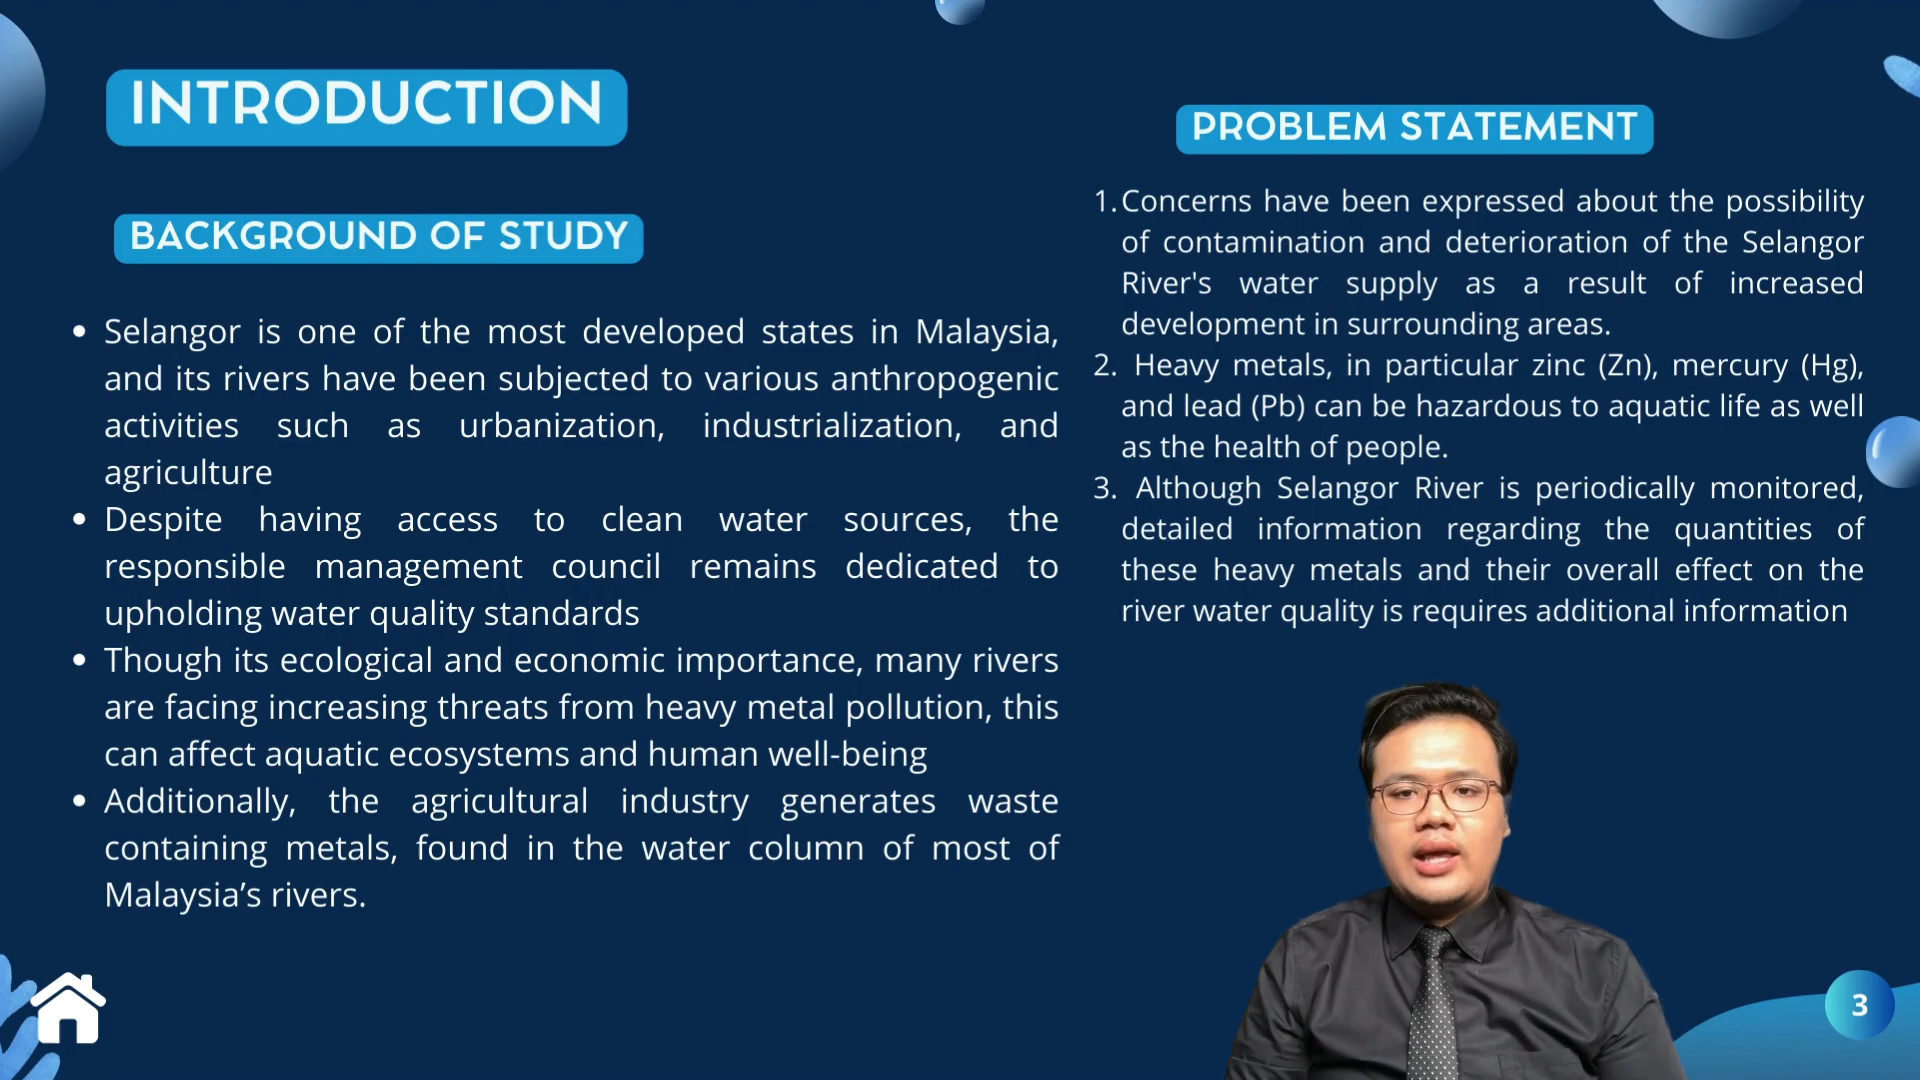 INTRODUCTION
BACKGROUND OF STUDY
• Selangor is one of the most developed states in Malaysia,
and its rivers have been subjected to various anthropogenic
activities such as urbanization, industrialization, and
agriculture
• Despite having access to clean water sources, the
responsible management council remains dedicated to
upholding water quality standards
• Though its ecological and economic importance, many rivers
are facing increasing threats from heavy metal pollution, this
can affect aquatic ecosystems and human well-being
• Additionally, the agricultural industry generates waste
containing metals, found in the water column of most of
Malaysia’s rivers.
PROBLEM STATEMENT
1. Concerns have been expressed about the possibility
of contamination and deterioration of the Selangor
River's water supply as a result of increased
development in surrounding areas.
2. Heavy metals, in particular zinc (Zn), mercury (Hg),
and lead (Pb) can be hazardous to aquatic life as well
as the health of people.
3. Although Selangor River is periodically monitored,
detailed information regarding the quantities of
these heavy metals and their overall effect on the
river water quality is requires additional information
3